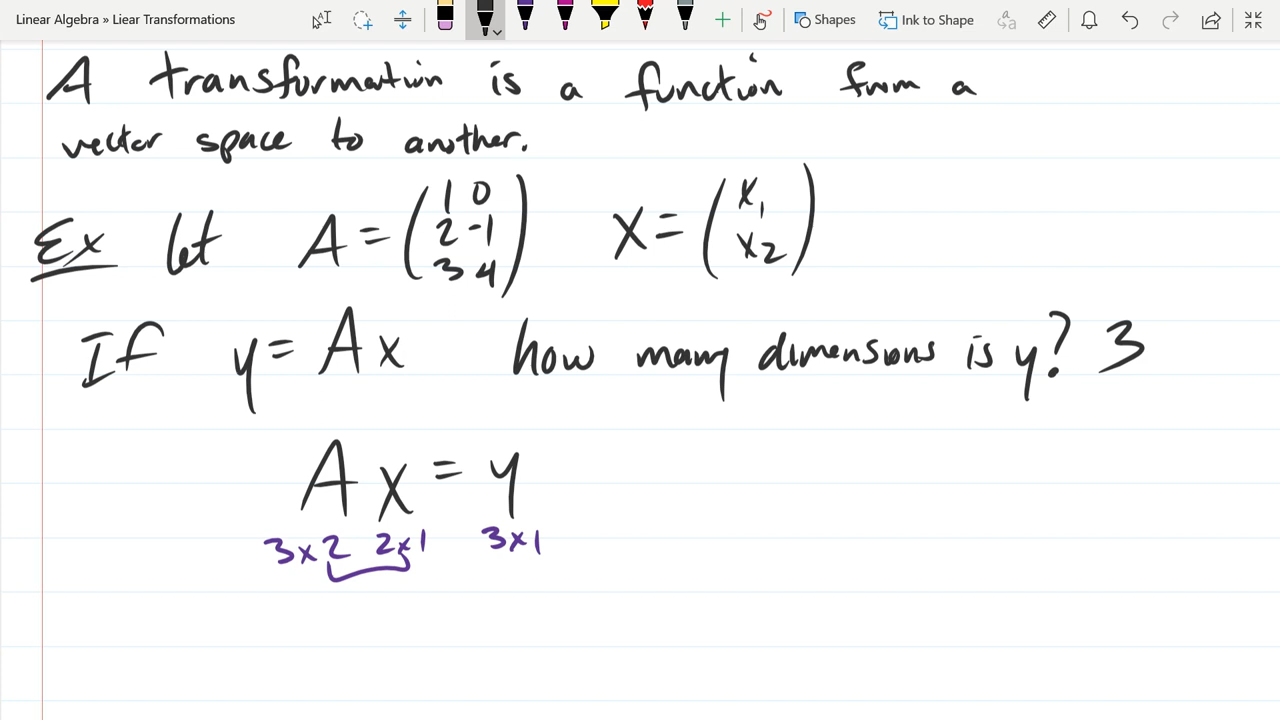 Linear Algebra » Liear Transformations
Shapes
Ink to Shape
A transformation is a function from a
vector space to another.
Ex let A = (1 0
2 -1
3 4) X = (x₁
x₂)
If y = Ax how many dimensions is y? 3
A x = y
3x2 2x1 3x1